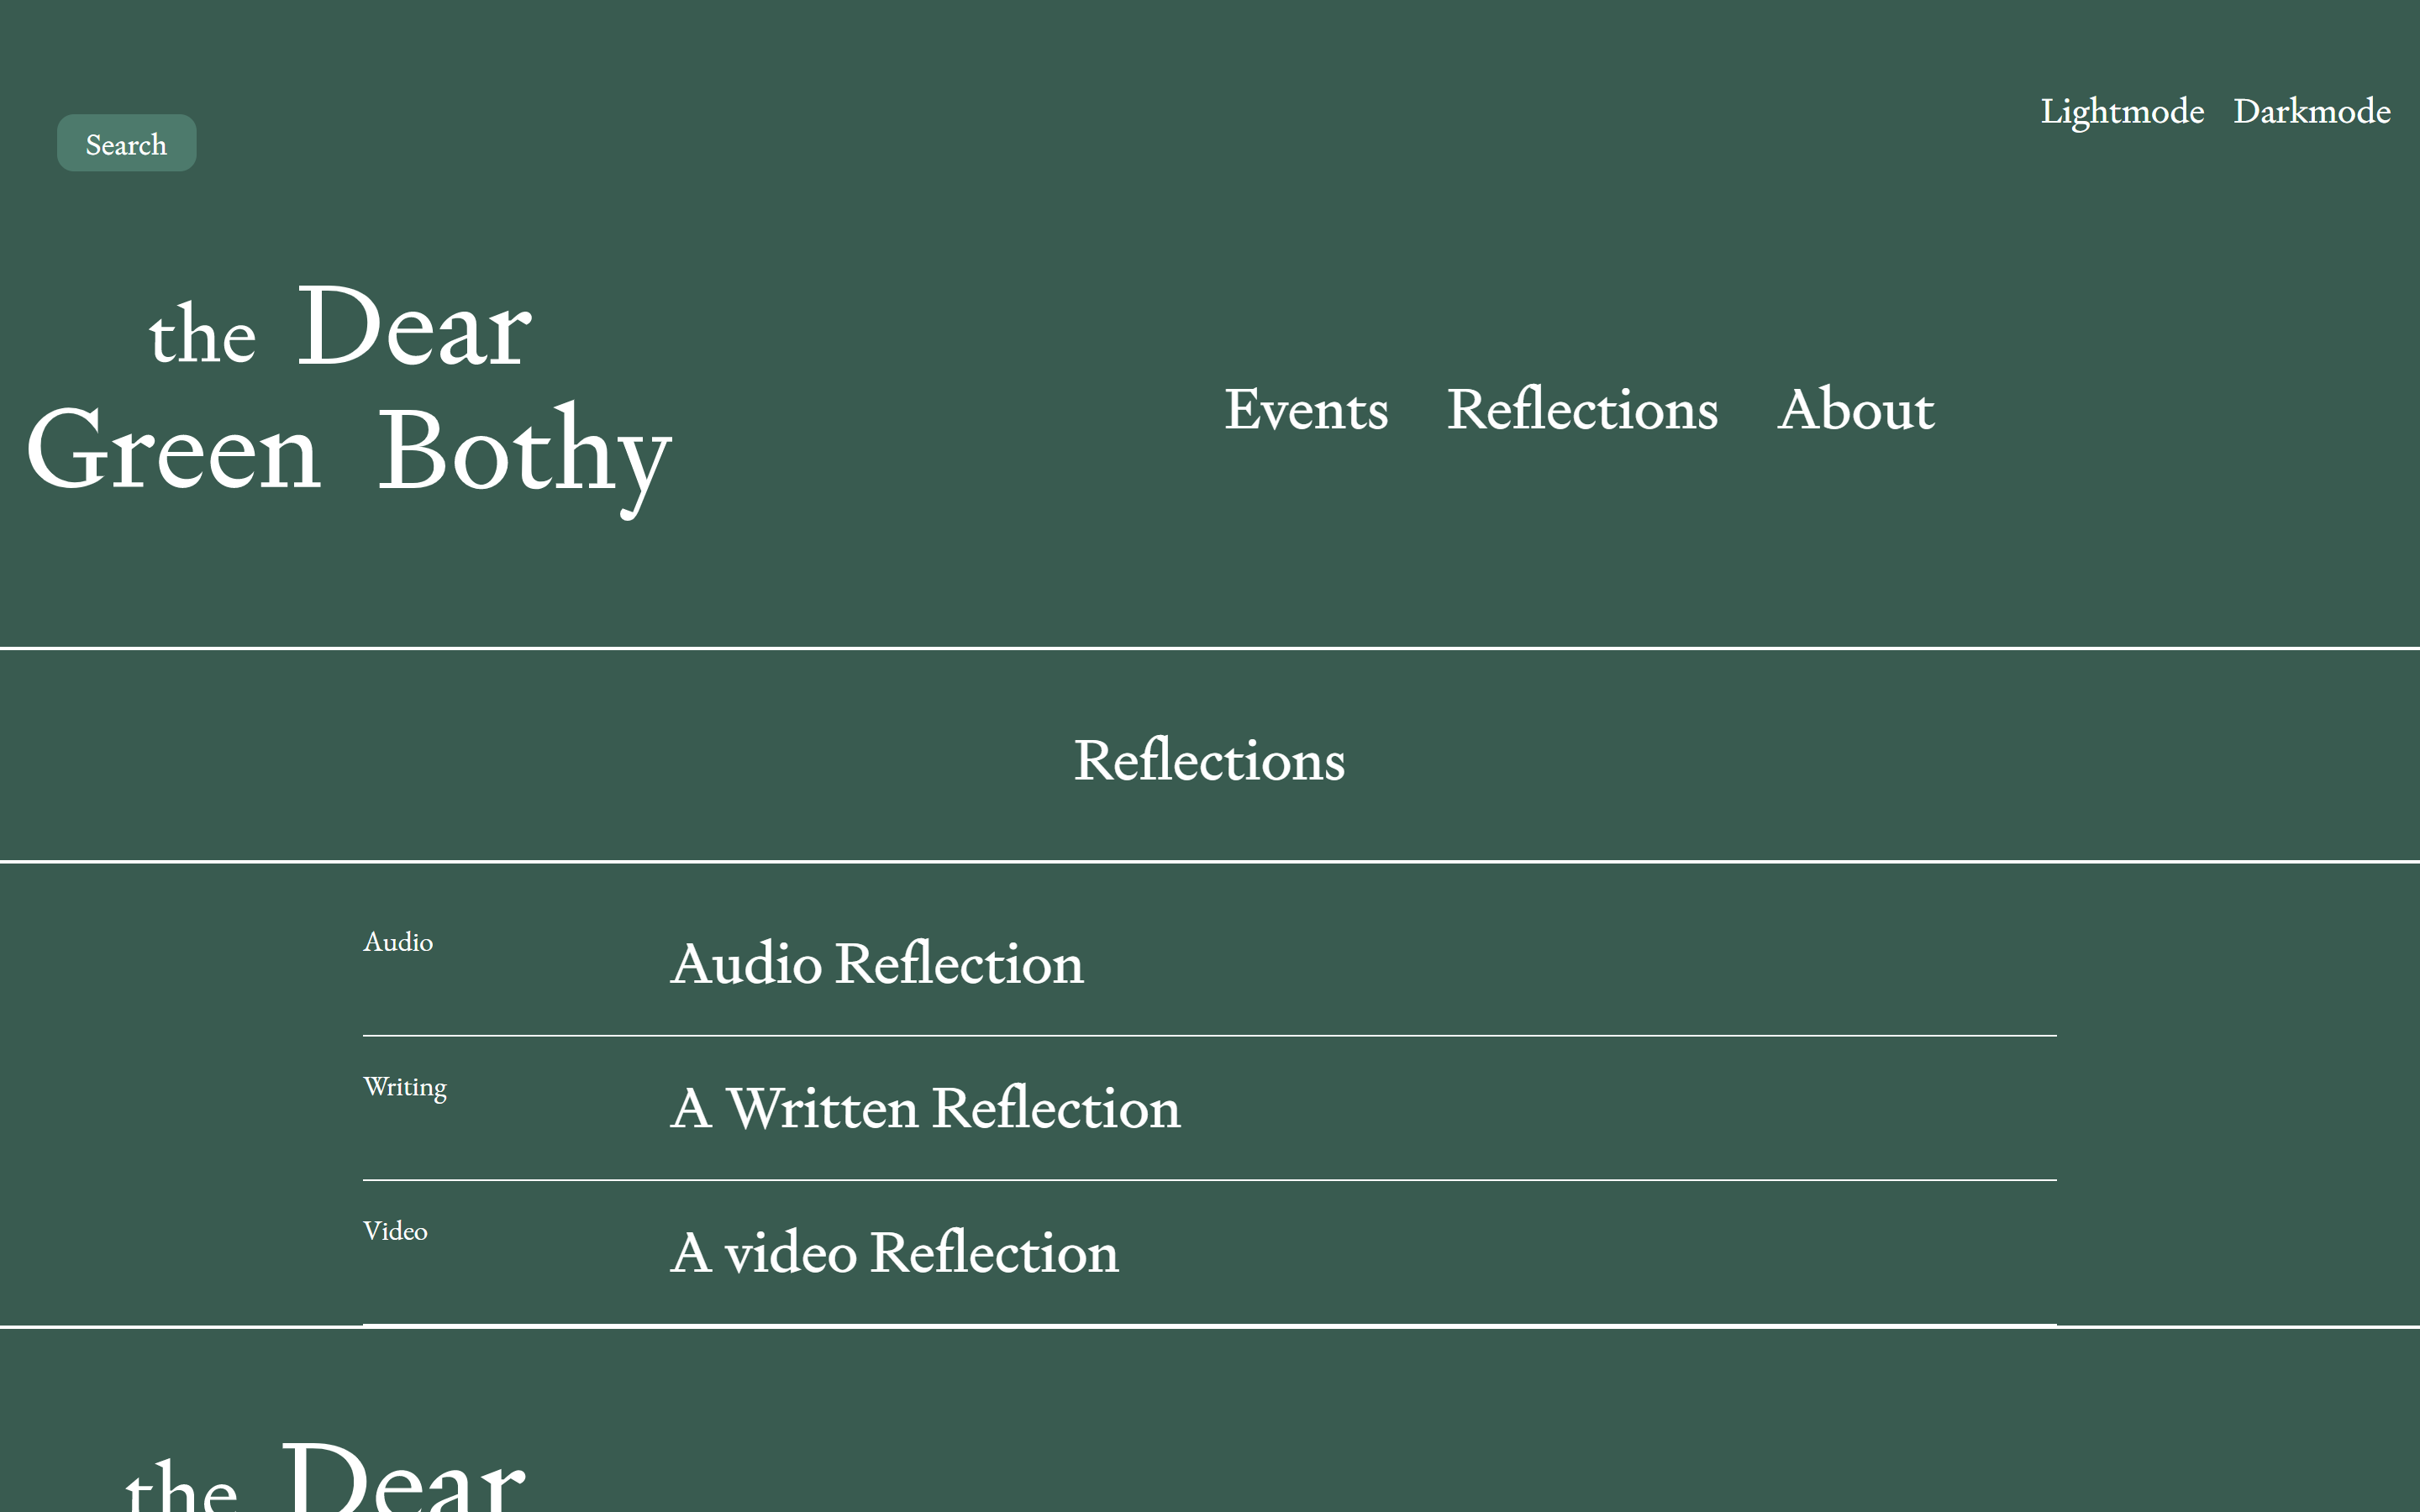 Search
Lightmode Darkmode
the Dear
Green Bothy
Events Reflections About
Reflections
Audio
Audio Reflection
Writing
A Written Reflection
Video
A video Reflection
the Dear